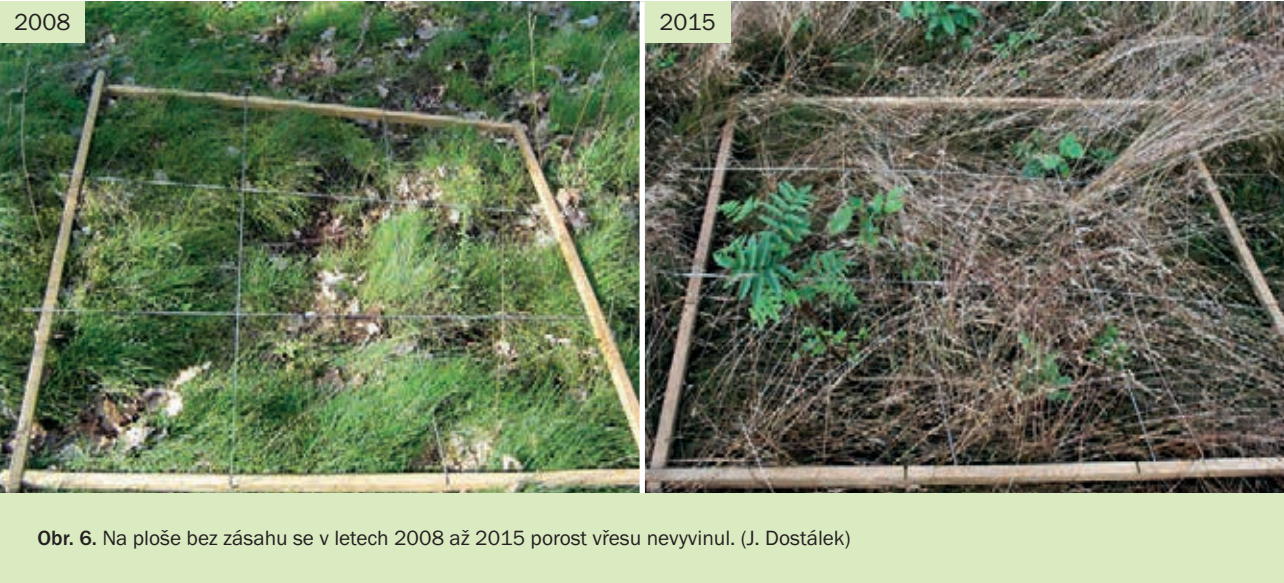 2008
2015
Obr. 6. Na ploše bez zásahu se v letech 2008 až 2015 porost vřesu nevyvinul. (J. Dostálek)